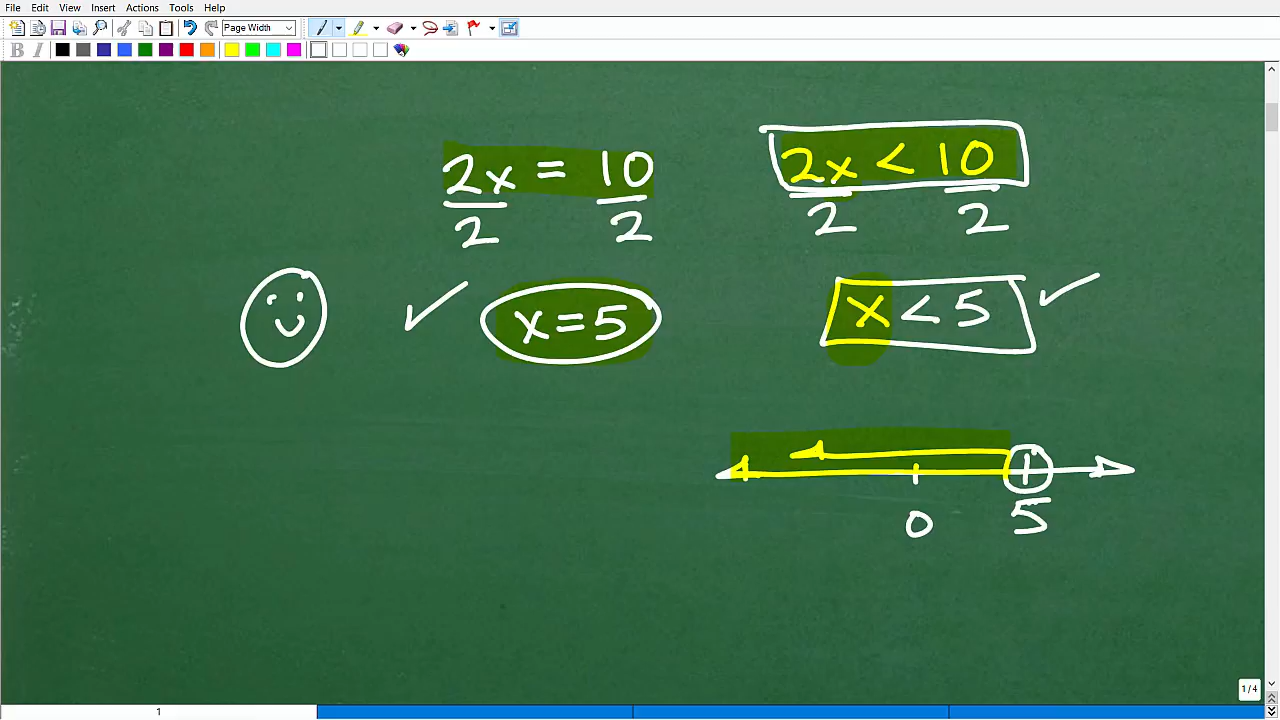 File Edit View Insert Actions Tools Help
Page Width
B I
2x = 10 2x < 10
2 2 2 2
x = 5 x < 5
0 5
1/4
1